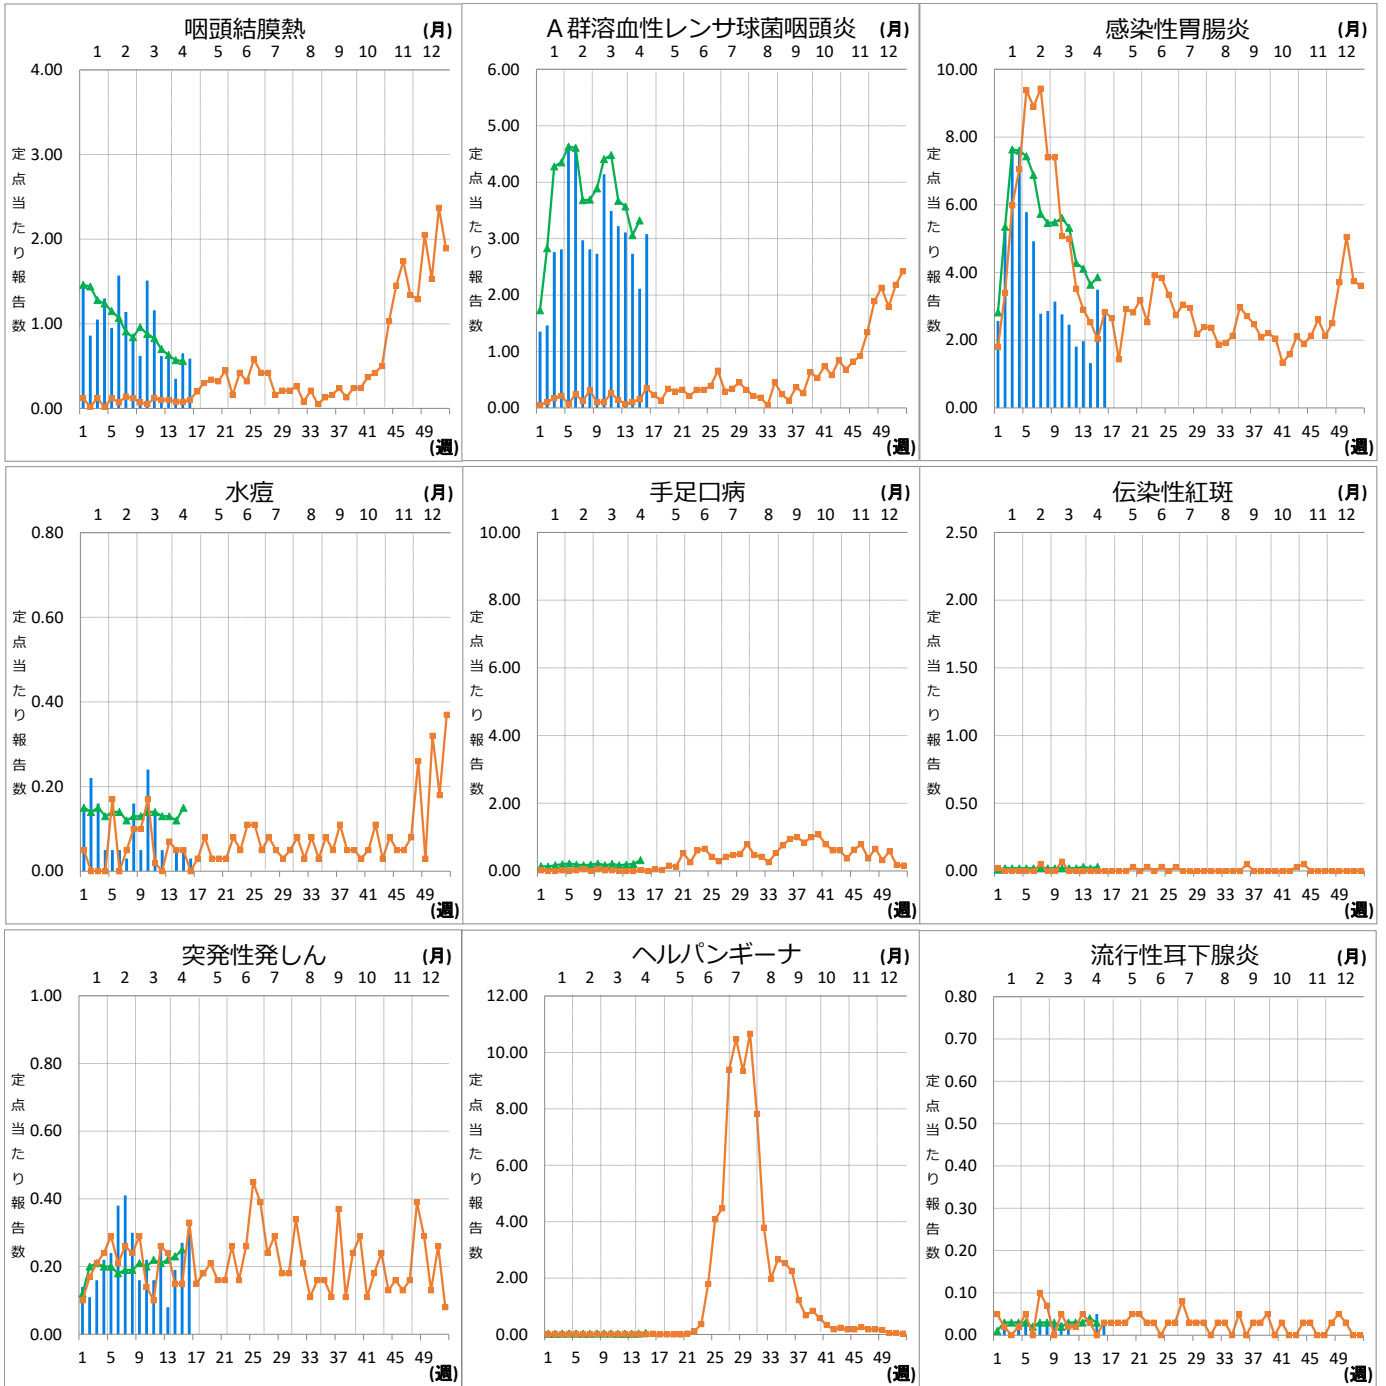 咽頭結膜熱 (月)
1 2 3 4 5 6 7 8 9 10 11 12
4.00
3.00
2.00
1.00
0.00
定点当たり報告数
1 5 9 13 17 21 25 29 33 37 41 45 49
(週)
A群溶血性レンサ球菌咽頭炎 (月)
1 2 3 4 5 6 7 8 9 10 11 12
6.00
5.00
4.00
3.00
2.00
1.00
0.00
定点当たり報告数
1 5 9 13 17 21 25 29 33 37 41 45 49
(週)
感染性胃腸炎 (月)
1 2 3 4 5 6 7 8 9 10 11 12
10.00
8.00
6.00
4.00
2.00
0.00
定点当たり報告数
1 5 9 13 17 21 25 29 33 37 41 45 49
(週)
水痘 (月)
1 2 3 4 5 6 7 8 9 10 11 12
0.80
0.60
0.40
0.20
0.00
定点当たり報告数
1 5 9 13 17 21 25 29 33 37 41 45 49
(週)
手足口病 (月)
1 2 3 4 5 6 7 8 9 10 11 12
10.00
8.00
6.00
4.00
2.00
0.00
定点当たり報告数
1 5 9 13 17 21 25 29 33 37 41 45 49
(週)
伝染性紅斑 (月)
1 2 3 4 5 6 7 8 9 10 11 12
2.50
2.00
1.50
1.00
0.50
0.00
定点当たり報告数
1 5 9 13 17 21 25 29 33 37 41 45 49
(週)
突発性発しん (月)
1 2 3 4 5 6 7 8 9 10 11 12
1.00
0.80
0.60
0.40
0.20
0.00
定点当たり報告数
1 5 9 13 17 21 25 29 33 37 41 45 49
(週)
ヘルパンギーナ (月)
1 2 3 4 5 6 7 8 9 10 11 12
12.00
10.00
8.00
6.00
4.00
2.00
0.00
定点当たり報告数
1 5 9 13 17 21 25 29 33 37 41 45 49
(週)
流行性耳下腺炎 (月)
1 2 3 4 5 6 7 8 9 10 11 12
0.80
0.70
0.60
0.50
0.40
0.30
0.20
0.10
0.00
定点当たり報告数
1 5 9 13 17 21 25 29 33 37 41 45 49
(週)